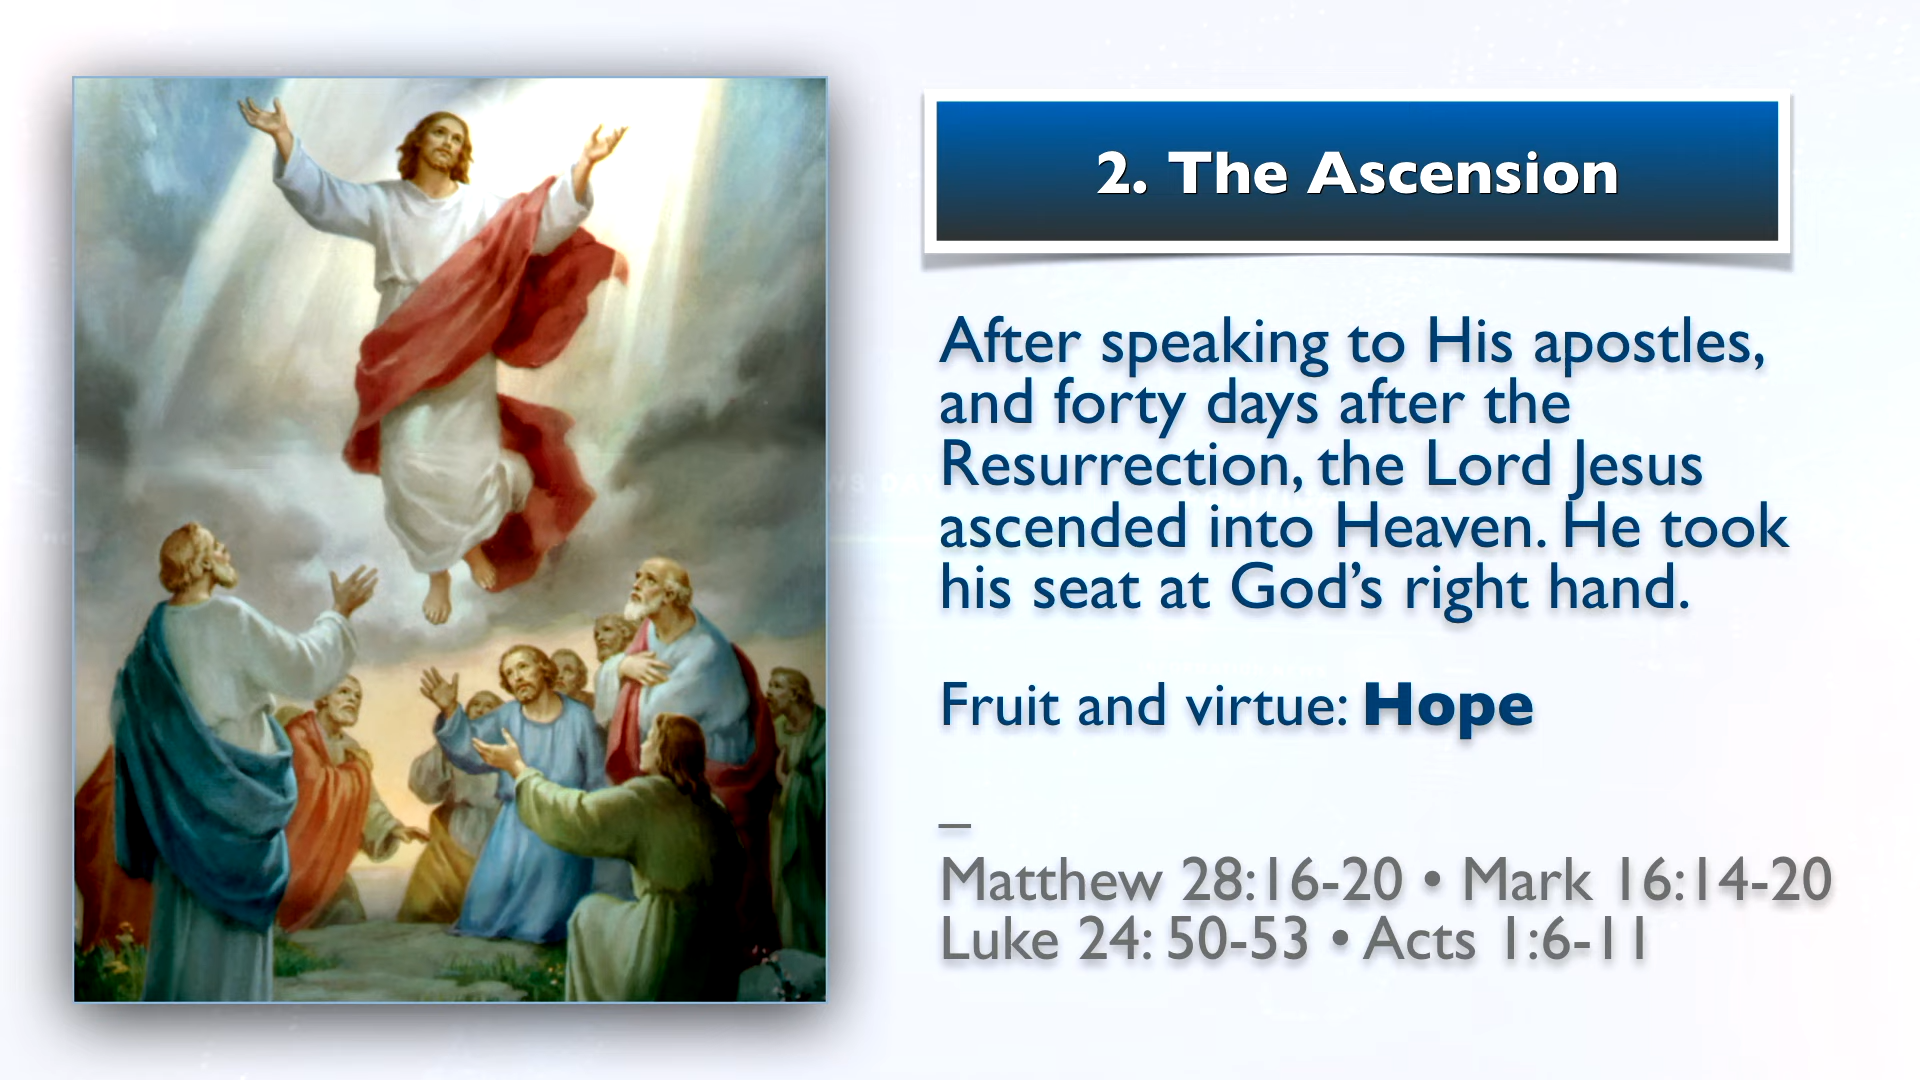 2. The Ascension
After speaking to His apostles,
and forty days after the
Resurrection, the Lord Jesus
ascended into Heaven. He took
his seat at God’s right hand.
Fruit and virtue: Hope
_
Matthew 28:16-20 • Mark 16:14-20
Luke 24: 50-53 • Acts 1:6-11